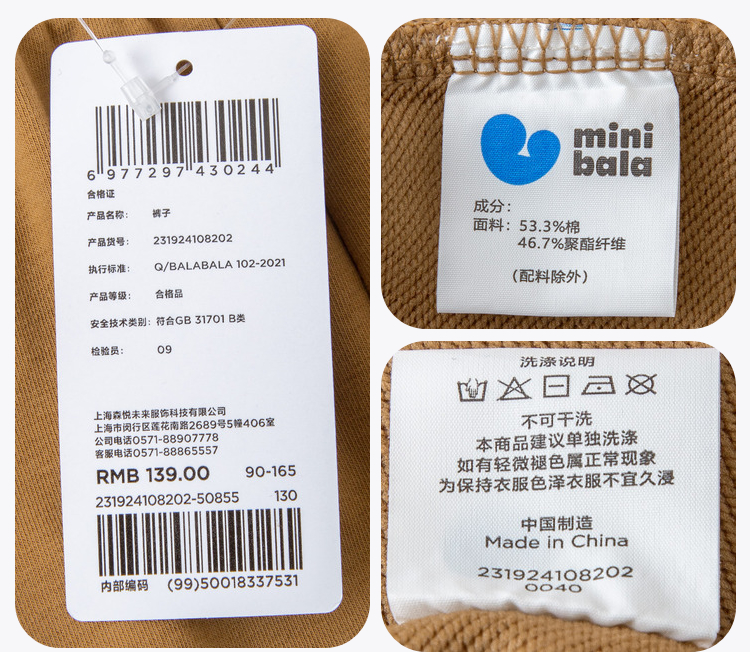 6 977297 430244
合格证
产品名称: 裤子
产品货号: 231924108202
执行标准: Q/BALABALA 102-2021
产品等级: 合格品
安全技术类别: 符合GB 31701 B类
检验员: 09
上海森悦未来服饰科技有限公司
上海市闵行区莲花南路2689号5幢406室
公司电话0571-88907778
客服电话0571-88865557
RMB 139.00 90-165
231924108202-50855 130
内部编码 (99)50018337531
mini
bala
成分:
面料: 53.3%棉
46.7%聚酯纤维
(配料除外)
洗涤说明
不可干洗
本商品建议单独洗涤
如有轻微褪色属正常现象
为保持衣服色泽衣服不宜久浸
中国制造
Made in China
231924108202
0040